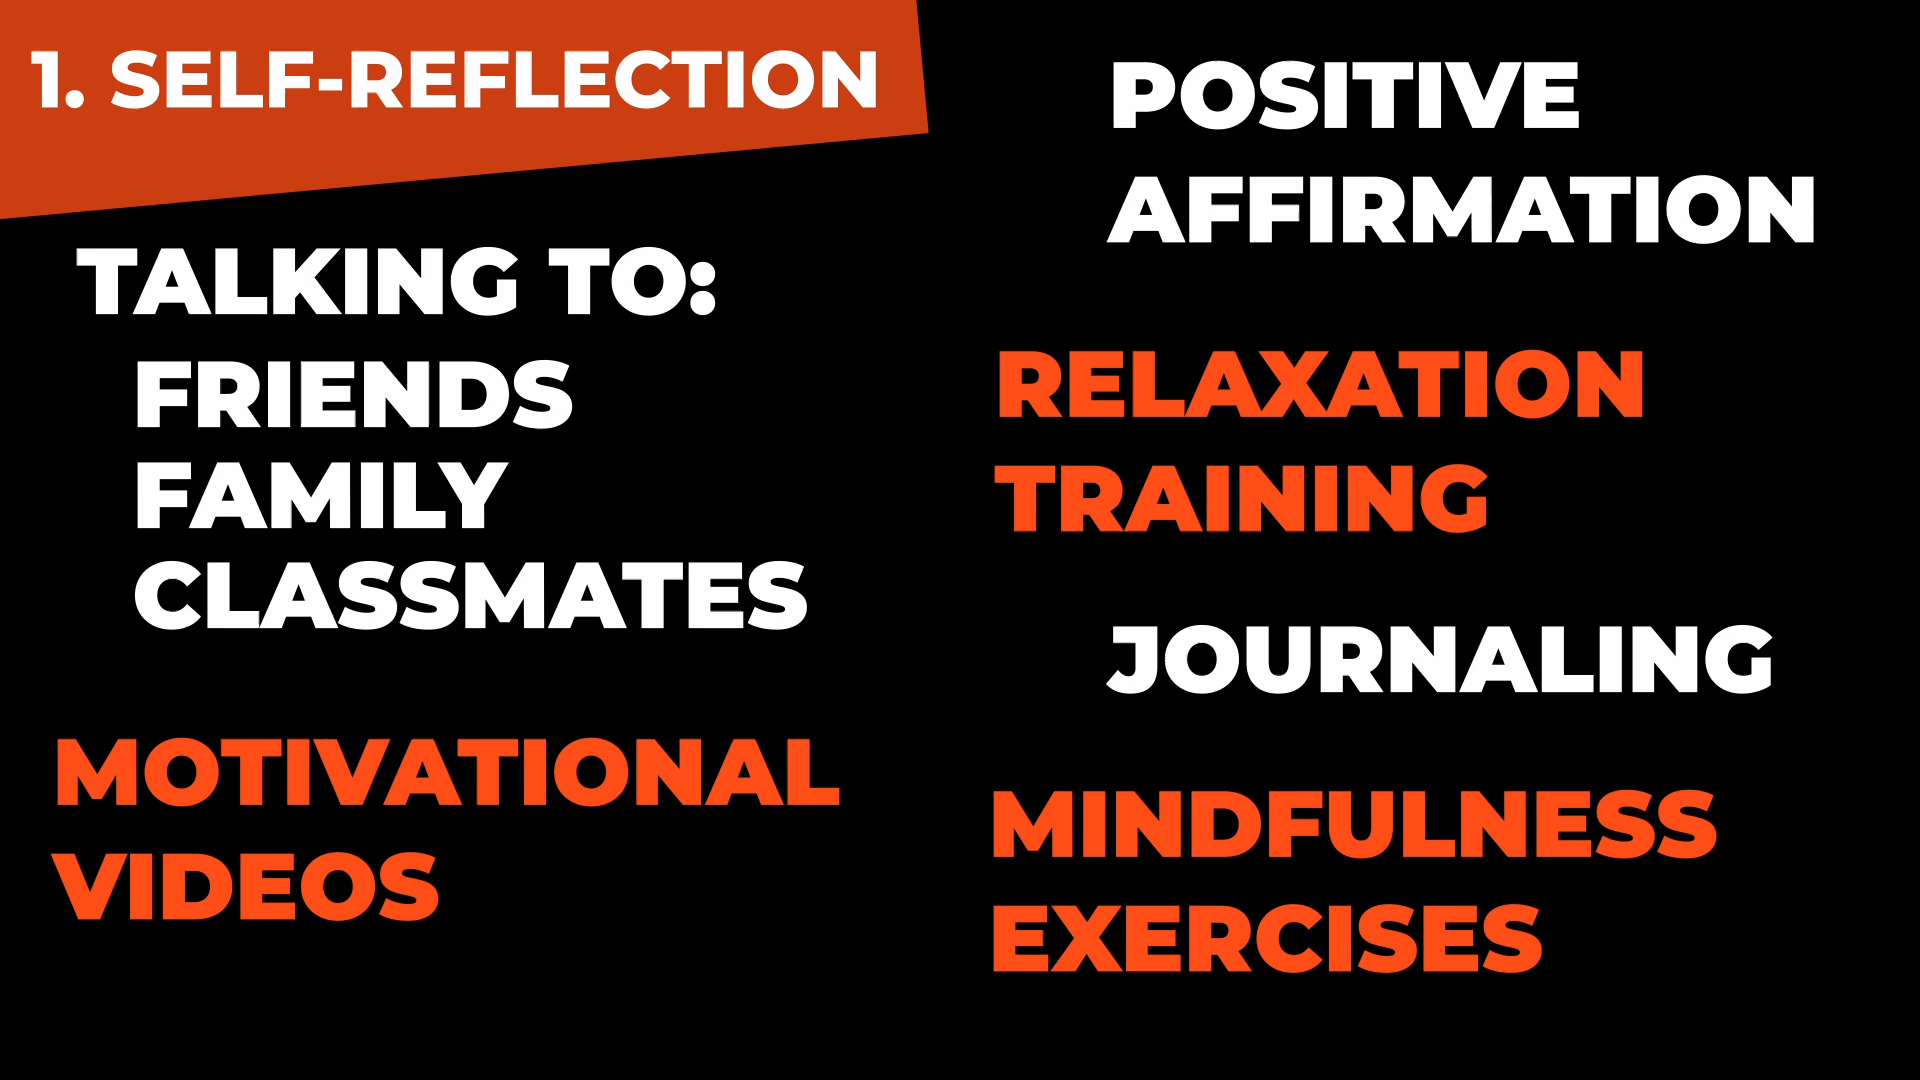 1. SELF-REFLECTION
TALKING TO:
FRIENDS
FAMILY
CLASSMATES
MOTIVATIONAL
VIDEOS
POSITIVE
AFFIRMATION
RELAXATION
TRAINING
JOURNALING
MINDFULNESS
EXERCISES